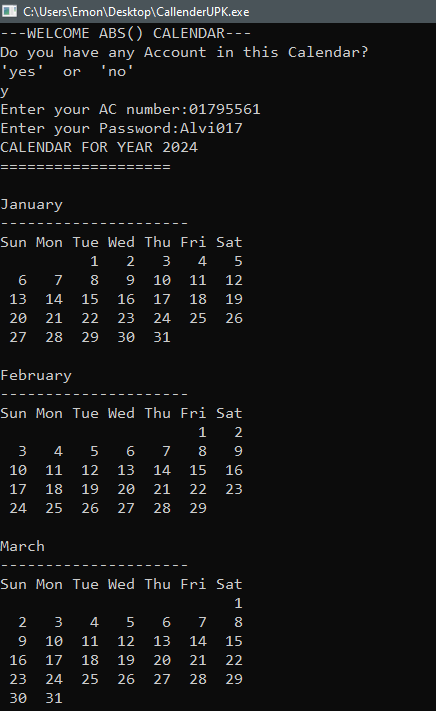 C:\Users\Emon\Desktop\CallenderUPK.exe
---WELCOME ABS() CALENDAR---
Do you have any Account in this Calendar?
'yes'  or  'no'
y
Enter your AC number:01795561
Enter your Password:Alvi017
CALENDAR FOR YEAR 2024
===================
January
---------------------
Sun Mon Tue Wed Thu Fri Sat
          1   2   3   4   5
  6   7   8   9  10  11  12
 13  14  15  16  17  18  19
 20  21  22  23  24  25  26
 27  28  29  30  31
February
---------------------
Sun Mon Tue Wed Thu Fri Sat
                      1   2
  3   4   5   6   7   8   9
 10  11  12  13  14  15  16
 17  18  19  20  21  22  23
 24  25  26  27  28  29
March
---------------------
Sun Mon Tue Wed Thu Fri Sat
                          1
  2   3   4   5   6   7   8
  9  10  11  12  13  14  15
 16  17  18  19  20  21  22
 23  24  25  26  27  28  29
 30  31